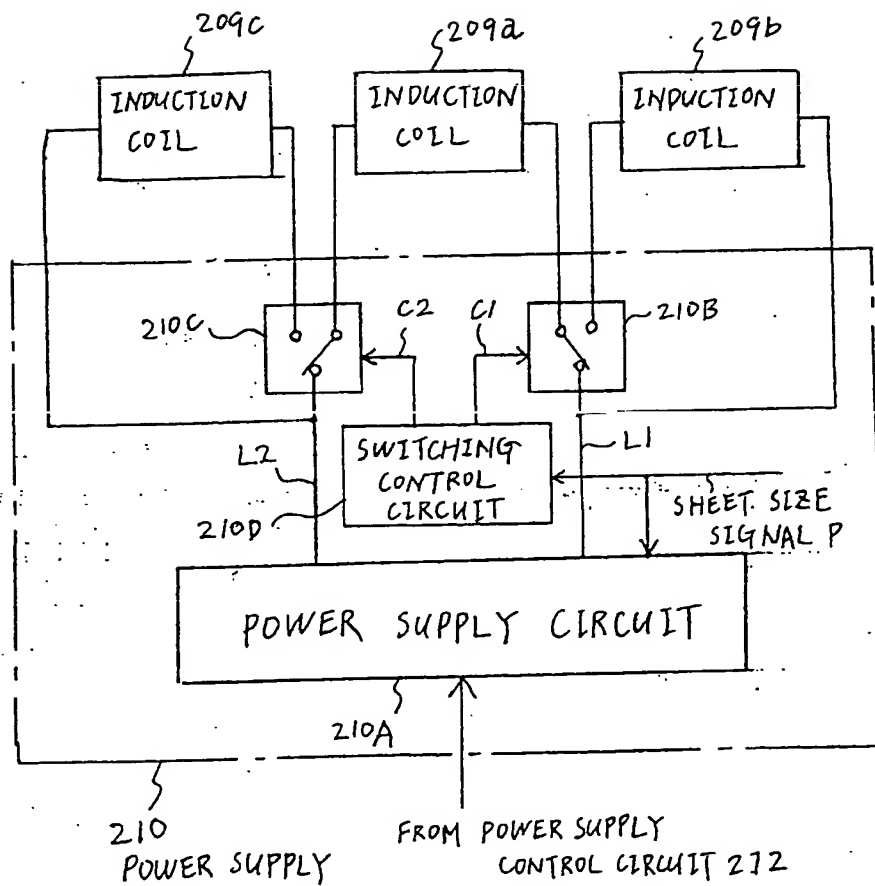 209c
209a
209b
INDUCTION
COIL
INDUCTION
COIL
INDUCTION
COIL
210C
C2
C1
210B
L2
SWITCHING
CONTROL
CIRCUIT
L1
210D
SHEET SIZE
SIGNAL P
POWER SUPPLY CIRCUIT
210A
210
POWER SUPPLY
FROM POWER SUPPLY
CONTROL CIRCUIT 212